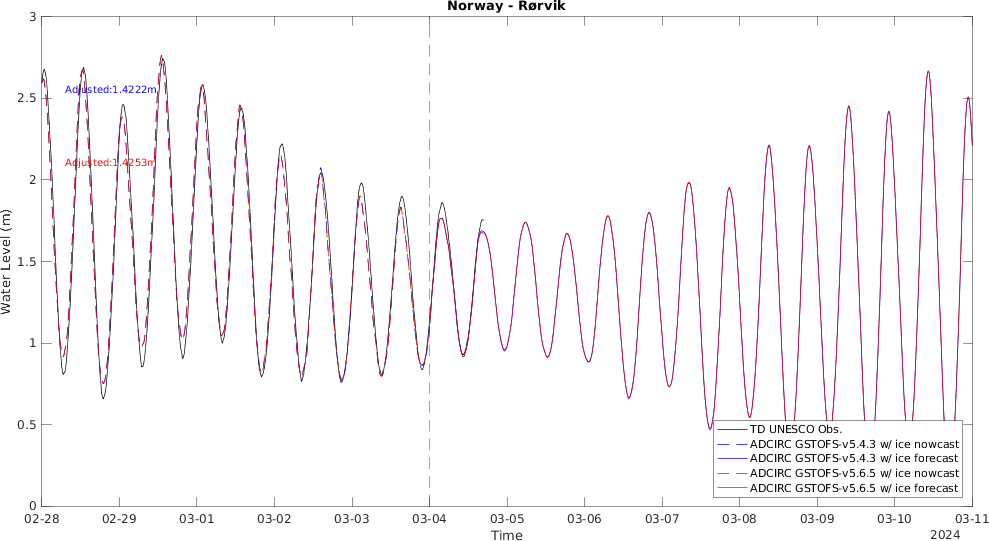 Norway - Rørvik
3
2.5
2
1.5
1
0.5
0
Water Level (m)
Adjusted:1.4222m
Adjusted:1.4253m
TD UNESCO Obs.
ADCIRC GSTOFS-v5.4.3 w/ ice nowcast
ADCIRC GSTOFS-v5.4.3 w/ ice forecast
ADCIRC GSTOFS-v5.6.5 w/ ice nowcast
ADCIRC GSTOFS-v5.6.5 w/ ice forecast
02-28 02-29 03-01 03-02 03-03 03-04 03-05 03-06 03-07 03-08 03-09 03-10 03-11
Time
2024